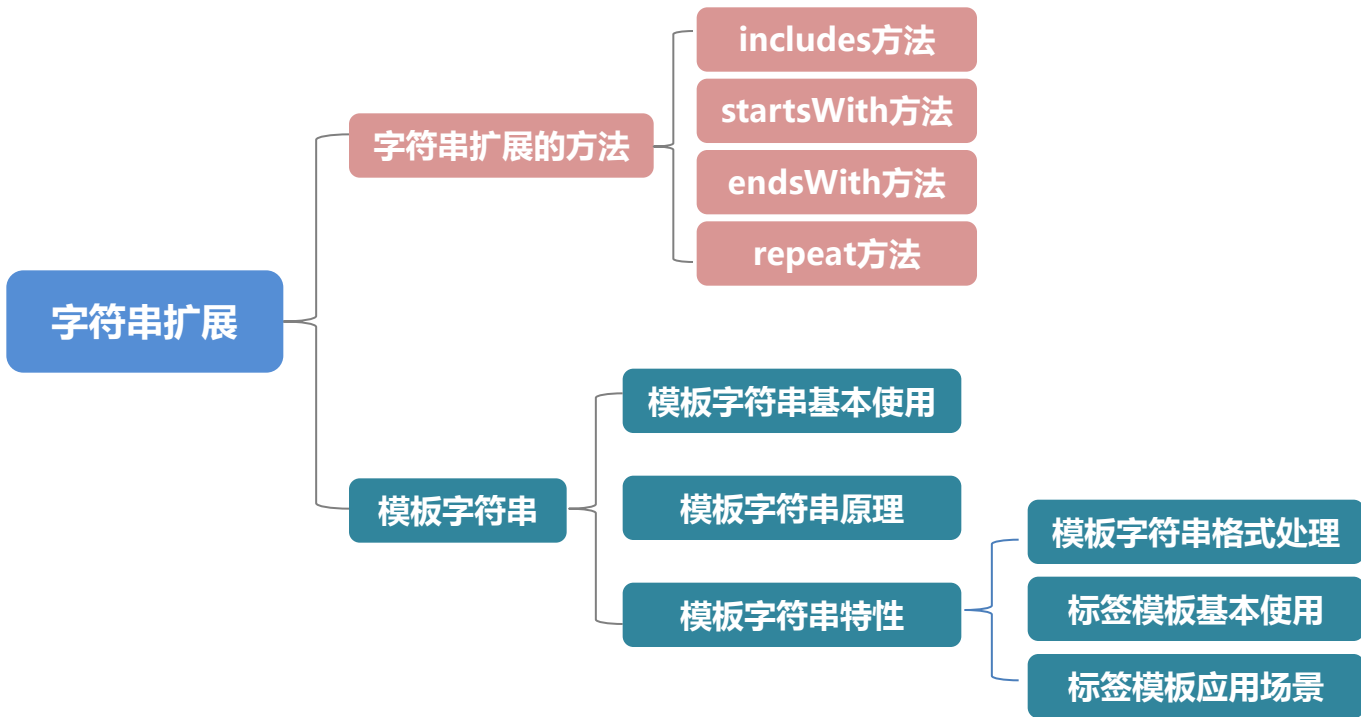 字符串扩展
字符串扩展的方法
includes方法
startsWith方法
endsWith方法
repeat方法
模板字符串
模板字符串基本使用
模板字符串原理
模板字符串特性
模板字符串格式处理
标签模板基本使用
标签模板应用场景